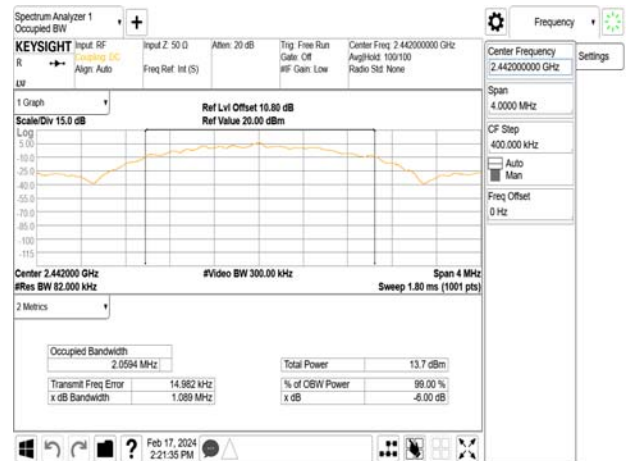 Spectrum Analyzer 1
Occupied BW
Frequency
KEYSIGHT
R
Input: RF
Coupling: DC
Align: Auto
Input Z: 50 Ω
Freq Ref: Int (S)
Atten: 20 dB
Trig: Free Run
Gate: Off
#IF Gain: Low
Center Freq: 2.442000000 GHz
Avg|Hold: 100/100
Radio Std: None
Center Frequency
2.442000000 GHz
Settings
Span
4.0000 MHz
CF Step
400.000 kHz
Auto
Man
Freq Offset
0 Hz
1 Graph
Scale/Div 15.0 dB
Ref Lvl Offset 10.80 dB
Ref Value 20.00 dBm
Log
5.00
-10.0
-25.0
-40.0
-55.0
-70.0
-85.0
-100
-115
Center 2.442000 GHz
#Res BW 82.000 kHz
#Video BW 300.00 kHz
Span 4 MHz
Sweep 1.80 ms (1001 pts)
2 Metrics
Occupied Bandwidth
2.0594 MHz
Total Power 13.7 dBm
Transmit Freq Error 14.982 kHz
% of OBW Power 99.00 %
x dB Bandwidth 1.089 MHz
x dB -6.00 dB
?
Feb 17, 2024
2:21:35 PM